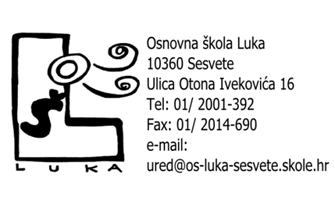 Osnovna škola Luka
10360 Sesvete
Ulica Otona Ivekovića 16
Tel: 01/ 2001-392
Fax: 01/ 2014-690
e-mail:
ured@os-luka-sesvete.skole.hr
L U K A